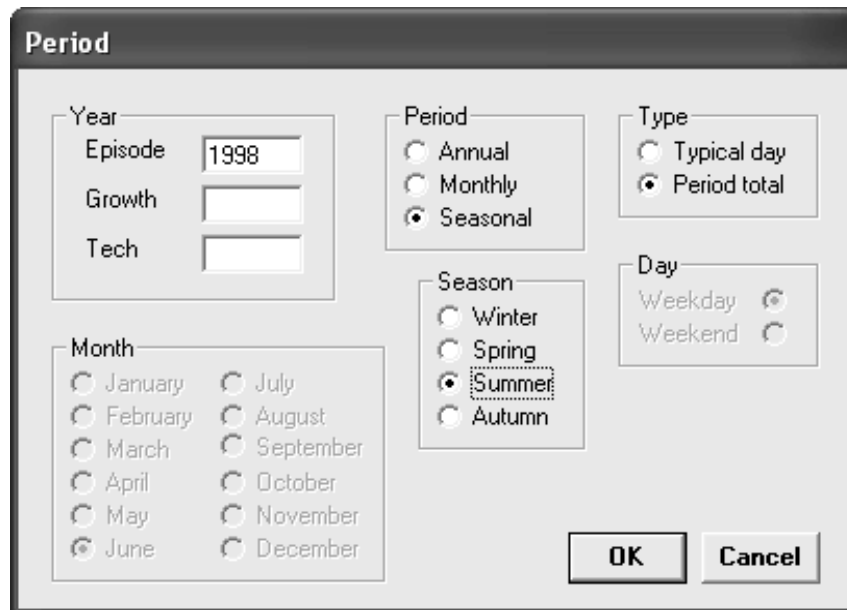 Period
Year
Episode 1998
Growth
Tech
Period
Annual
Monthly
Seasonal
Type
Typical day
Period total
Season
Winter
Spring
Summer
Autumn
Day
Weekday
Weekend
Month
January July
February August
March September
April October
May November
June December
OK Cancel